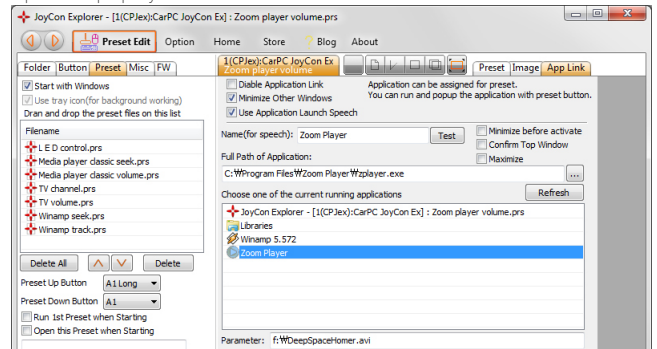 JoyCon Explorer - [1(CPJex):CarPC JoyCon Ex] : Zoom player volume.prs
Preset Edit Option Home Store Blog About
Folder Button Preset Misc FW
Start with Windows
Use tray icon(for background working)
Dran and drop the preset files on this list
Filename
L E D control.prs
Media player classic seek.prs
Media player classic volume.prs
TV channel.prs
TV volume.prs
Winamp seek.prs
Winamp track.prs
Delete All Delete
Preset Up Button A1 Long
Preset Down Button A1
Run 1st Preset when Starting
Open this Preset when Starting
1(CPJex):CarPC JoyCon Ex
Zoom player volume
Preset Image App Link
Diable Application Link
Minimize Other Windows
Use Application Launch Speech
Application can be assigned for preset.
You can run and popup the application with preset button.
Name(for speech): Zoom Player Test
Minimize before activate
Confirm Top Window
Maximize
Full Path of Application:
C:₩Program Files₩Zoom Player₩zplayer.exe ...
Choose one of the current running applications Refresh
JoyCon Explorer - [1(CPJex):CarPC JoyCon Ex] : Zoom player volume.prs
Libraries
Winamp 5.572
Zoom Player
Parameter: f:₩DeepSpaceHomer.avi